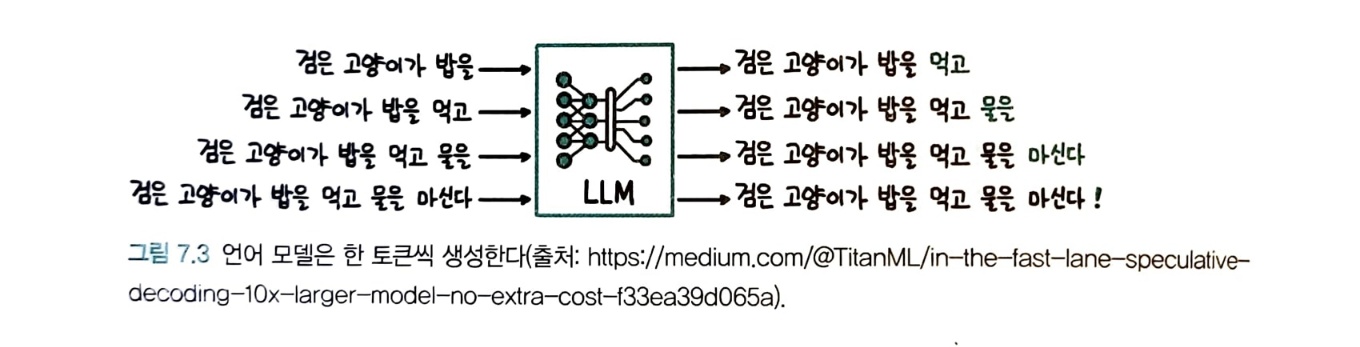 검은 고양이가 밥을 → 검은 고양이가 밥을 먹고
검은 고양이가 밥을 먹고 → 검은 고양이가 밥을 먹고 물을
검은 고양이가 밥을 먹고 물을 → 검은 고양이가 밥을 먹고 물을 마신다
검은 고양이가 밥을 먹고 물을 마신다 → 검은 고양이가 밥을 먹고 물을 마신다 !
LLM
그림 7.3 언어 모델은 한 토큰씩 생성한다(출처: https://medium.com/@TitanML/in-the-fast-lane-speculative-
decoding-10x-larger-model-no-extra-cost-f33ea39d065a).